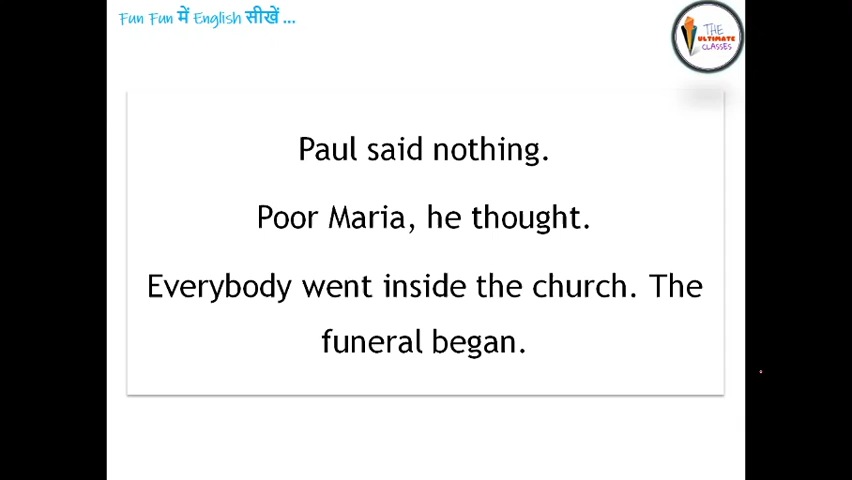 Fun Fun में English सीखें ...
THE
ULTIMATE
CLASSES
Paul said nothing.
Poor Maria, he thought.
Everybody went inside the church. The
funeral began.